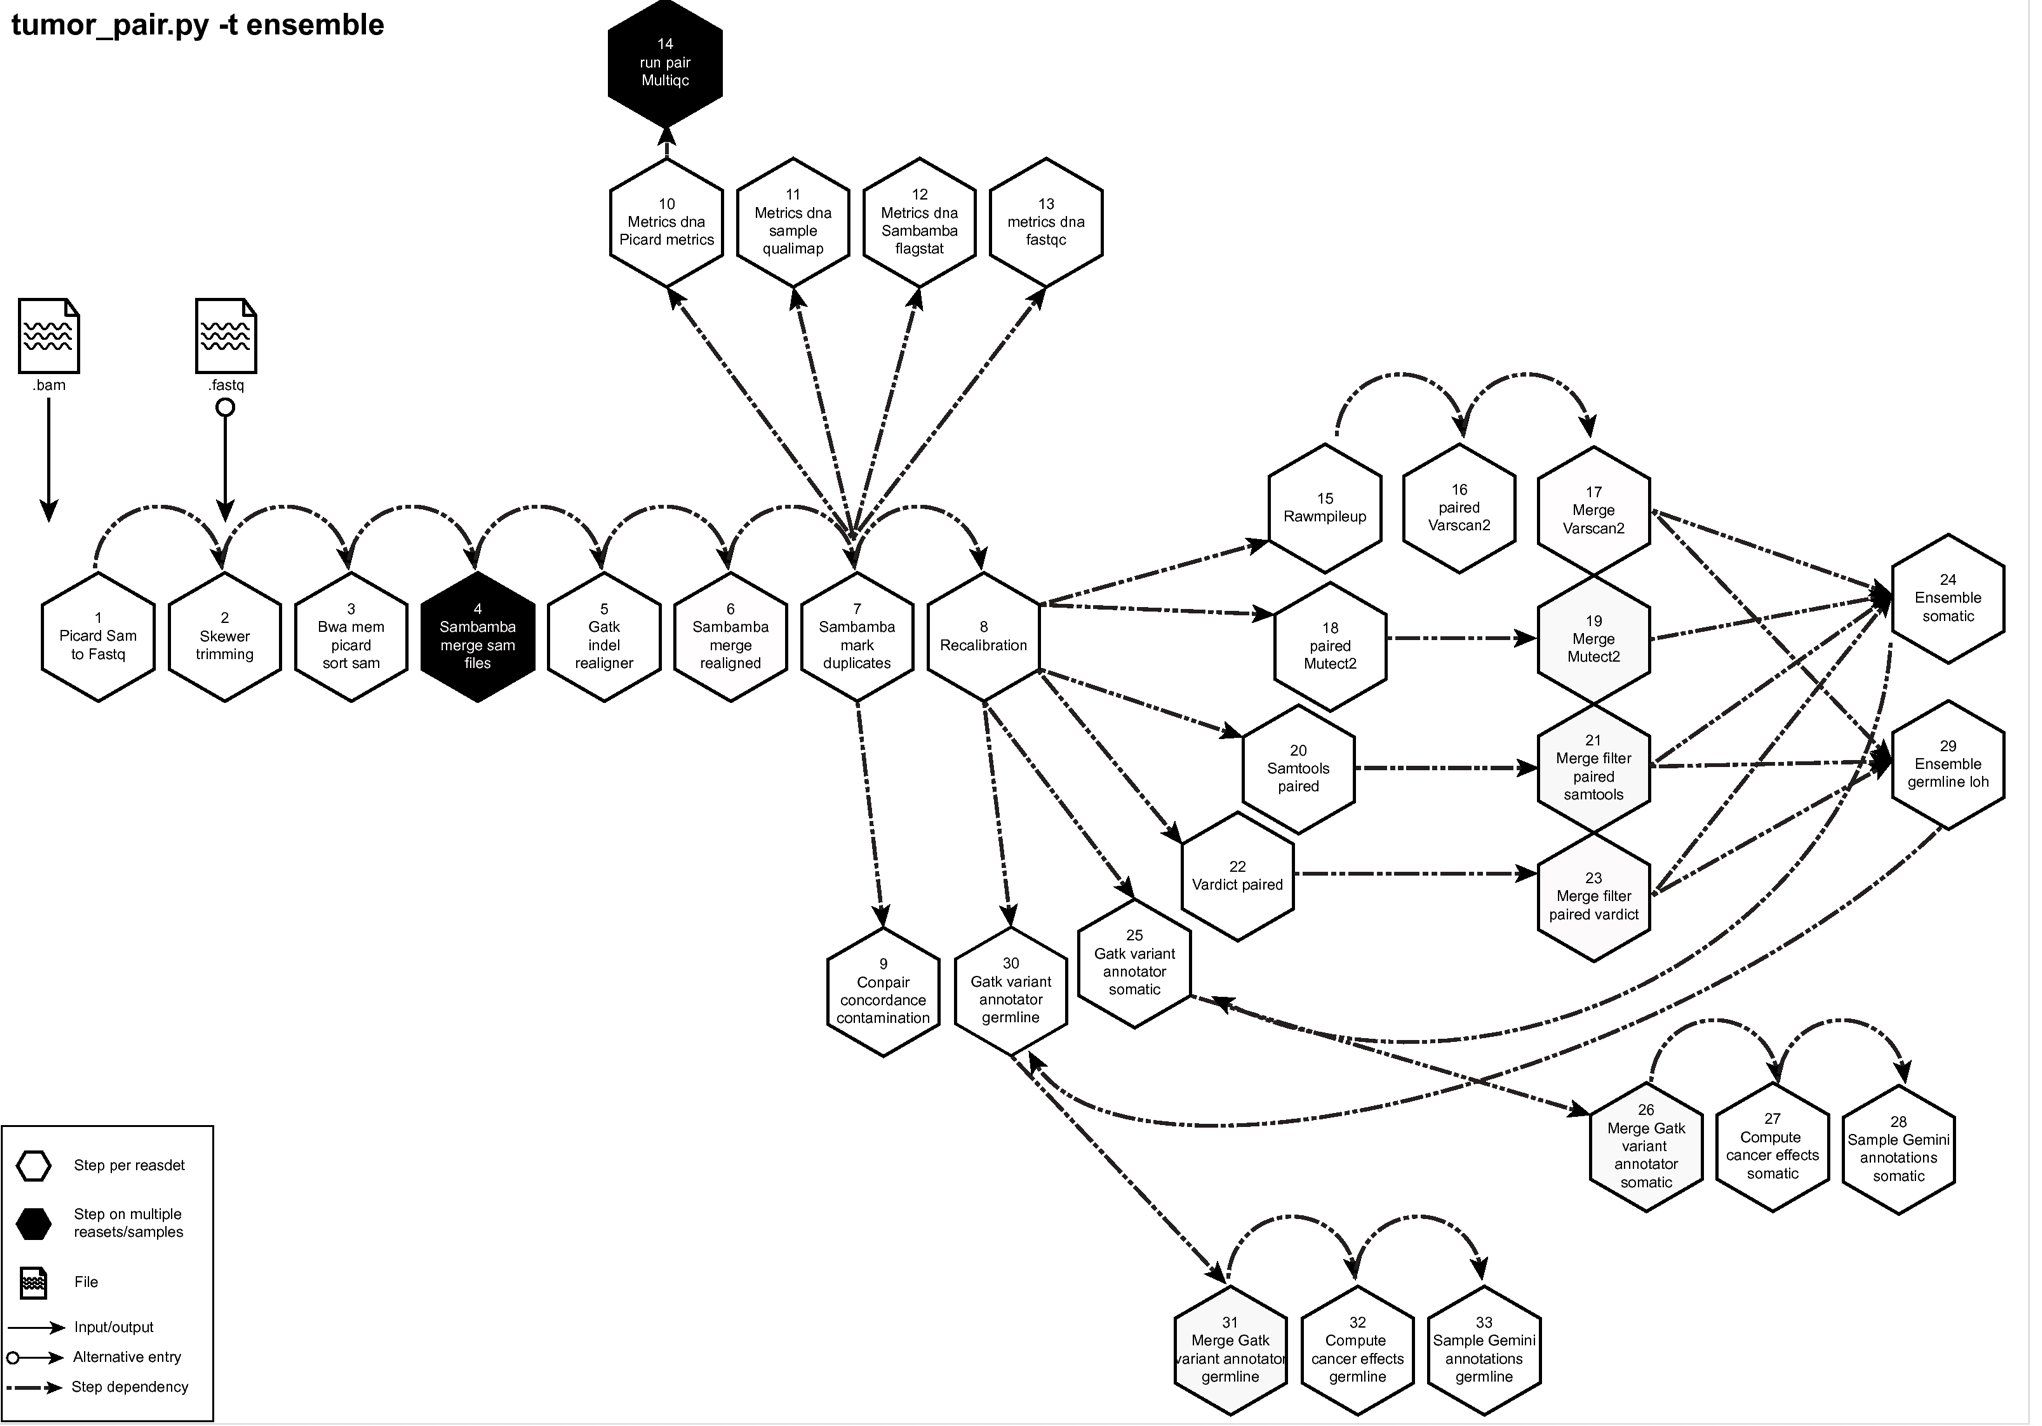 tumor_pair.py -t ensemble
14
run pair
Multiqc
10
Metrics dna
Picard metrics
11
Metrics dna
sample
qualimap
12
Metrics dna
Sambamba
flagstat
13
metrics dna
fastqc
.bam
.fastq
1
Picard Sam
to Fastq
2
Skewer
trimming
3
Bwa mem
picard
sort sam
4
Sambamba
merge sam
files
5
Gatk
indel
realigner
6
Sambamba
merge
realigned
7
Sambamba
mark
duplicates
8
Recalibration
15
Rawmpileup
16
paired
Varscan2
17
Merge
Varscan2
18
paired
Mutect2
19
Merge
Mutect2
20
Samtools
paired
21
Merge filter
paired
samtools
22
Vardict paired
23
Merge filter
paired vardict
24
Ensemble
somatic
29
Ensemble
germline loh
9
Conpair
concordance
contamination
30
Gatk variant
annotator
germline
25
Gatk variant
annotator
somatic
26
Merge Gatk
variant
annotator
somatic
27
Compute
cancer effects
somatic
28
Sample Gemini
annotations
somatic
31
Merge Gatk
variant annotator
germline
32
Compute
cancer effects
germline
33
Sample Gemini
annotations
germline
Step per reasdet
Step on multiple
reasets/samples
File
Input/output
Alternative entry
Step dependency